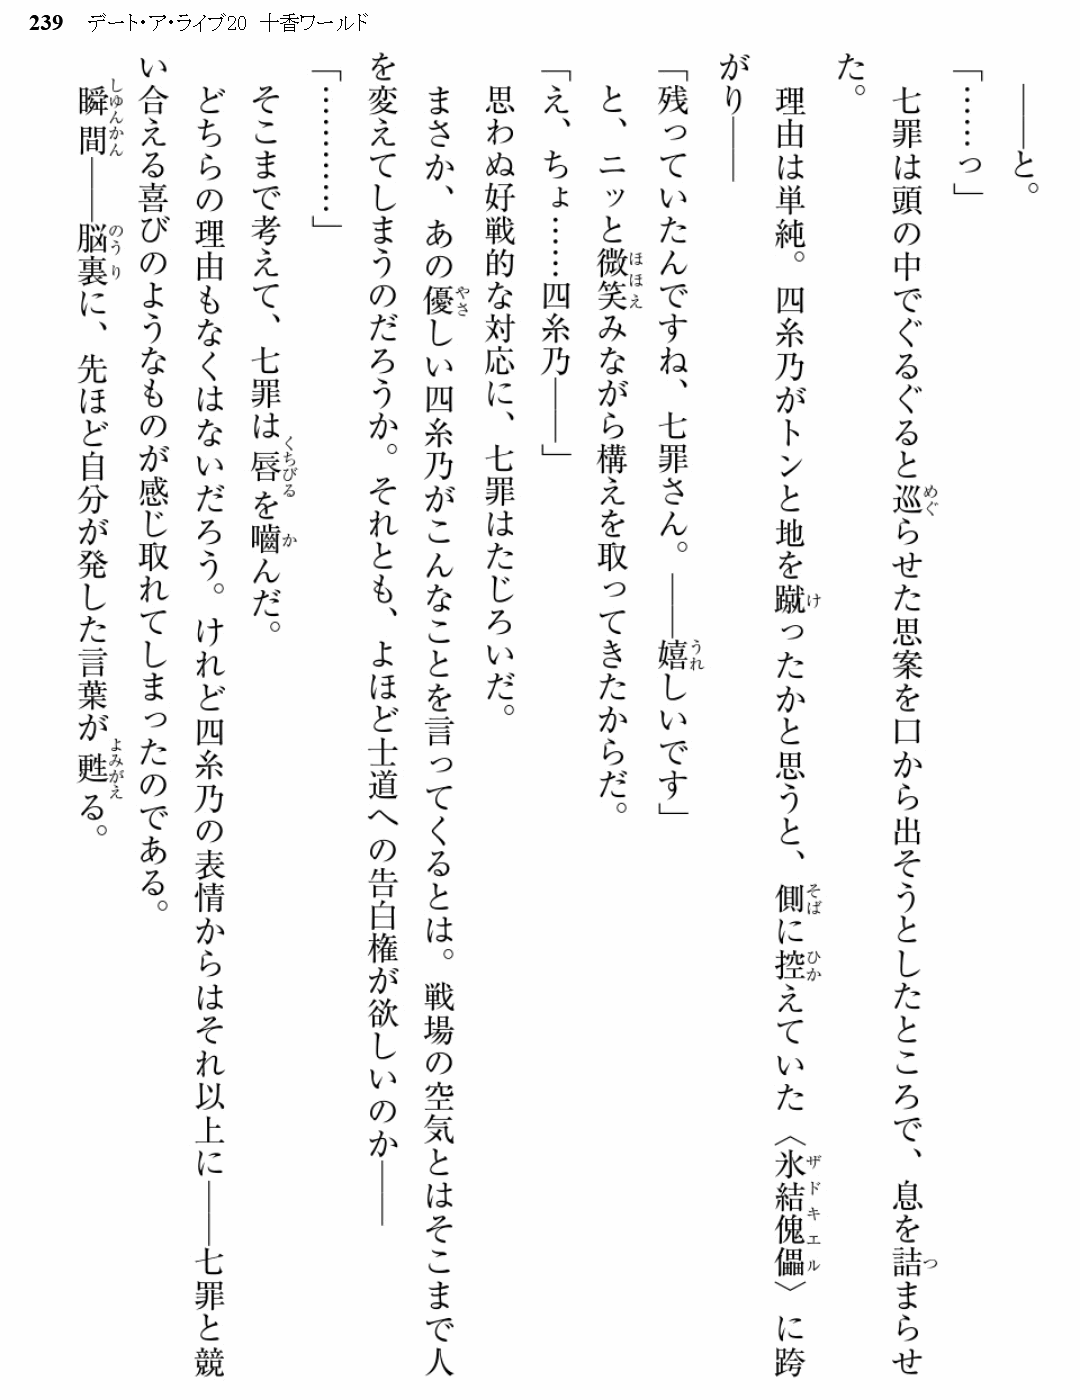 239 デート・ア・ライブ20 十香ワールド
――と。
「……っ」
七罪は頭の中でぐるぐると巡らせた思案を口から出そうとしたところで、息を詰まらせ
た。
理由は単純。四糸乃がトンと地を蹴ったかと思うと、側に控えていた〈氷結傀儡〉に跨
がり――
「残っていたんですね、七罪さん。――嬉しいです」
と、ニッと微笑みながら構えを取ってきたからだ。
「え、ちょ……四糸乃――」
思わぬ好戦的な対応に、七罪はたじろいだ。
まさか、あの優しい四糸乃がこんなことを言ってくるとは。戦場の空気とはそこまで人
を変えてしまうのだろうか。それとも、よほど士道への告白権が欲しいのか――
「…………」
そこまで考えて、七罪は唇を嚙んだ。
どちらの理由もなくはないだろう。けれど四糸乃の表情からはそれ以上に――七罪と競
い合える喜びのようなものが感じ取れてしまったのである。
瞬間――脳裏に、先ほど自分が発した言葉が甦る。